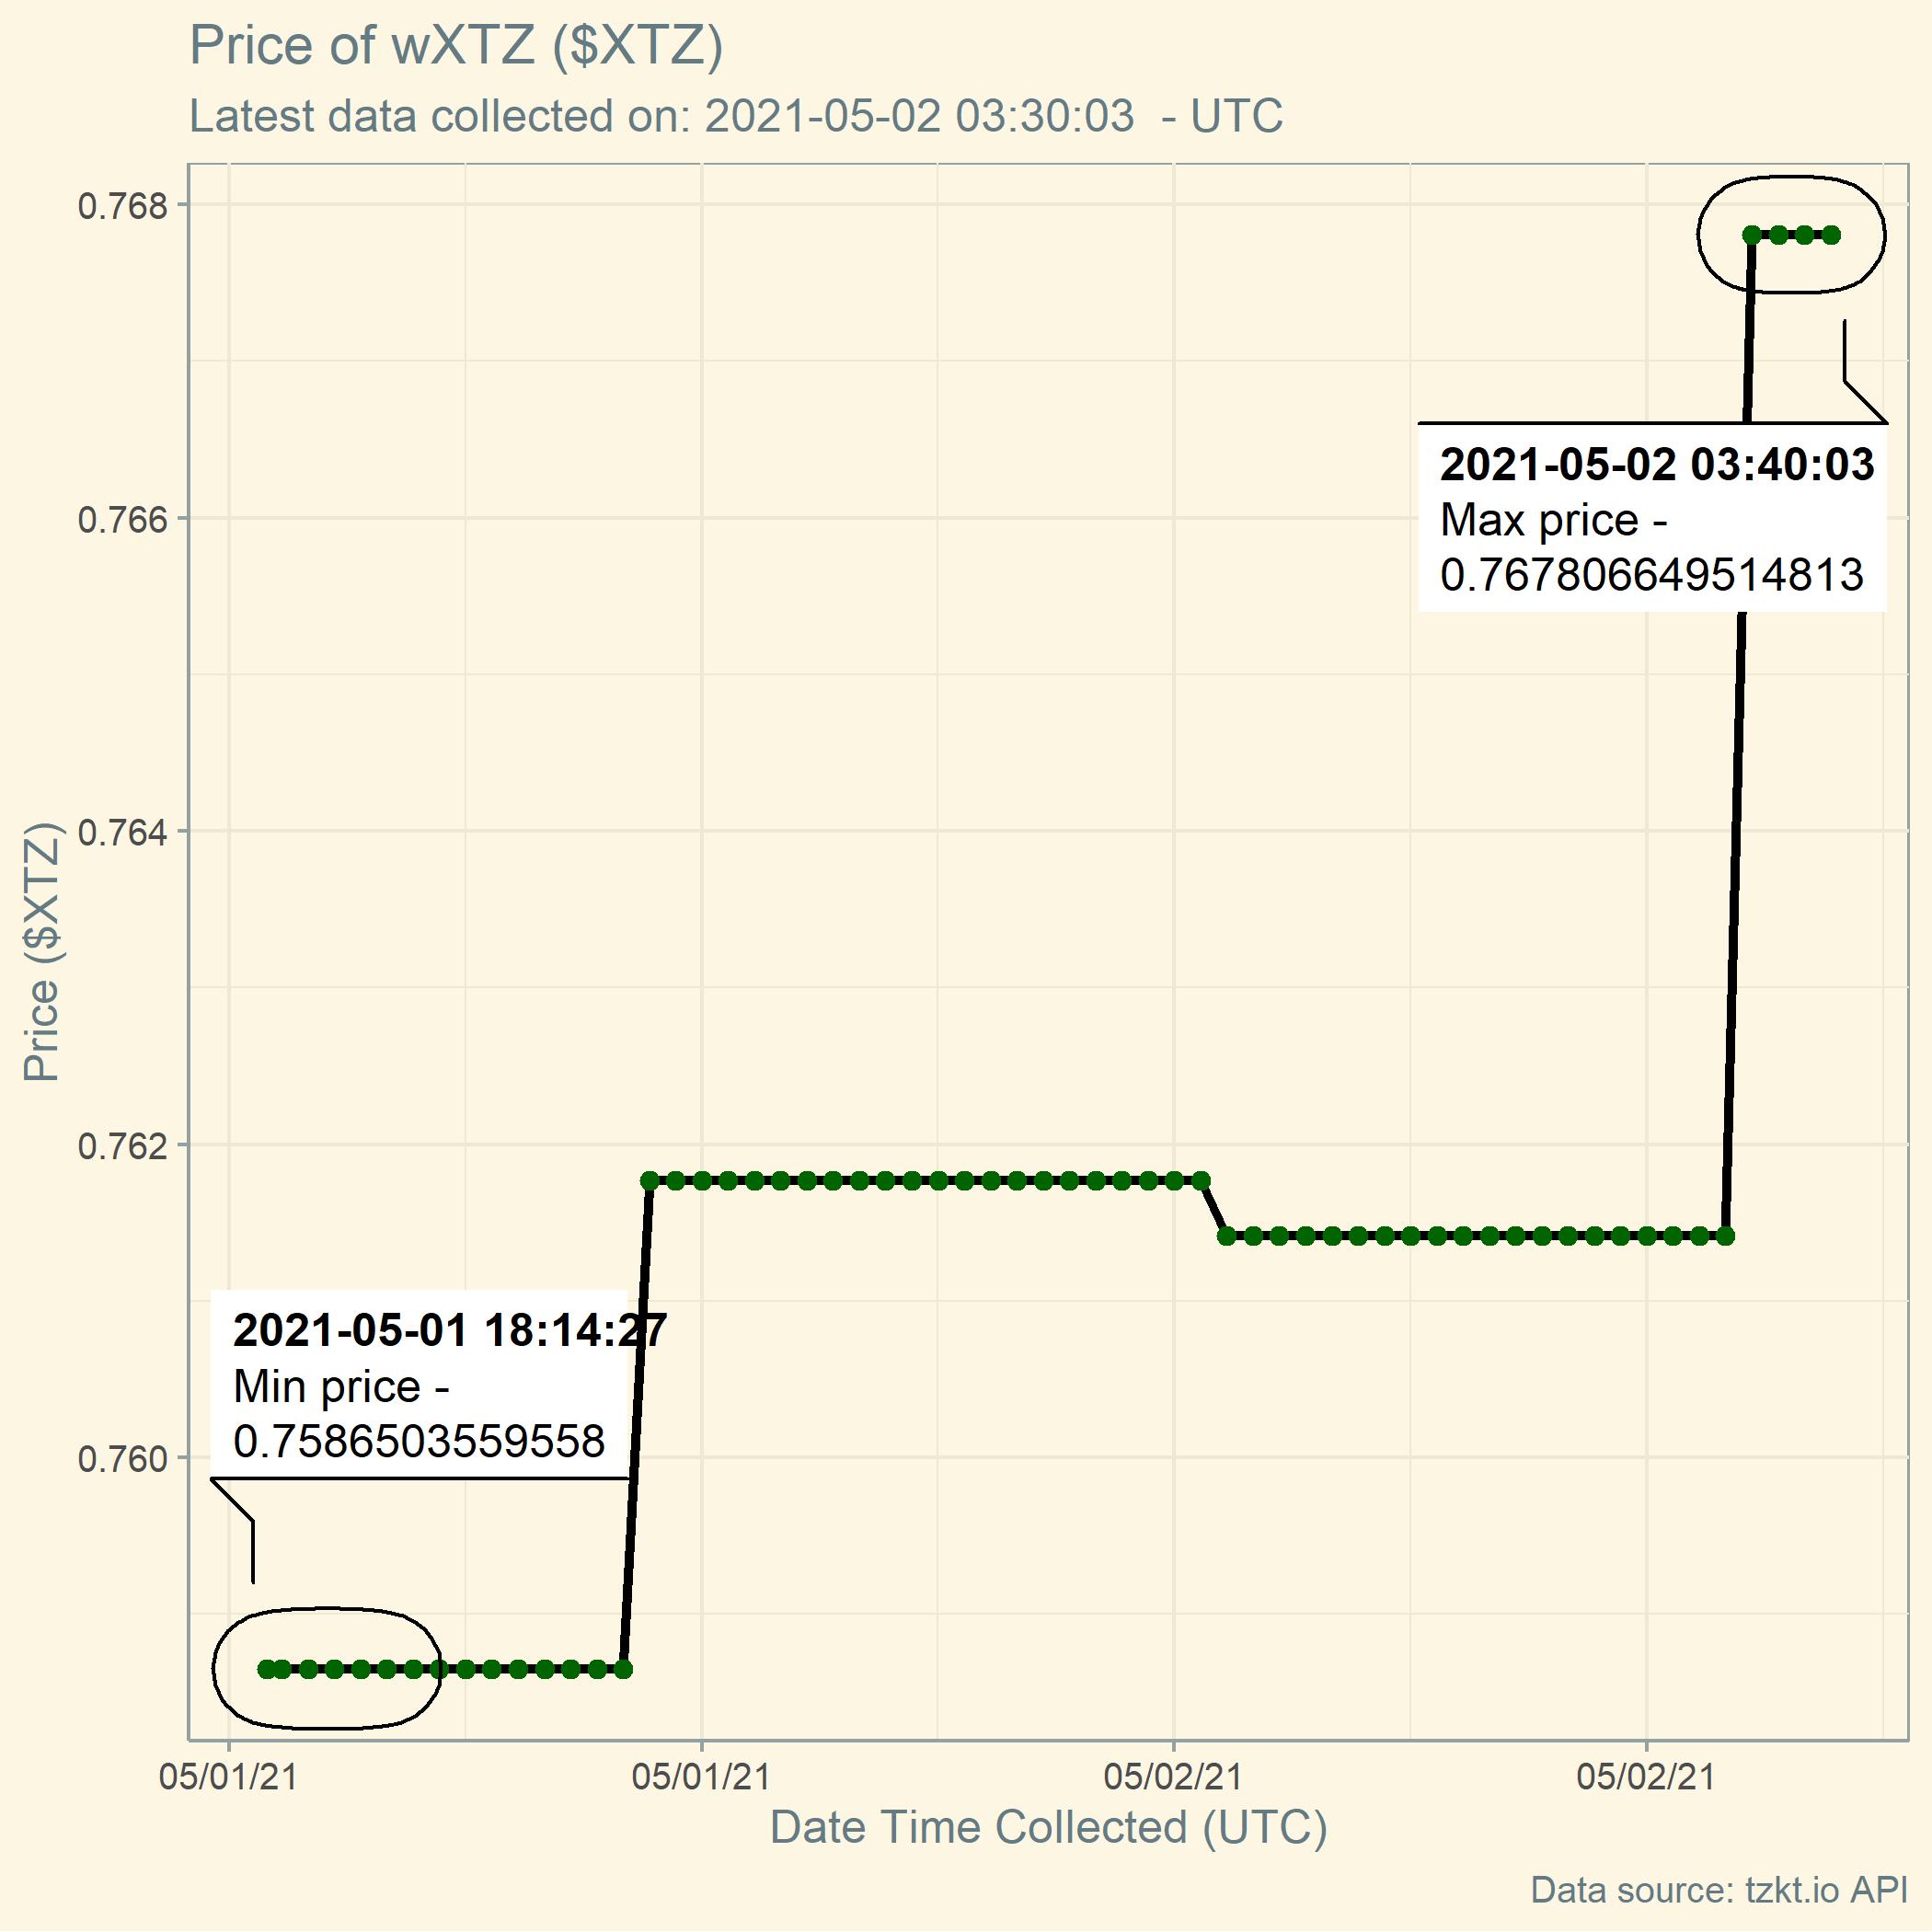 Price of wXTZ ($XTZ)
Latest data collected on: 2021-05-02 03:30:03  - UTC
0.768
2021-05-02 03:40:03
Max price -
0.767806649514813
0.766
0.764
Price ($XTZ)
0.762
2021-05-01 18:14:27
Min price -
0.7586503559558
0.760
05/01/21
05/01/21
05/02/21
05/02/21
Date Time Collected (UTC)
Data source: tzkt.io API